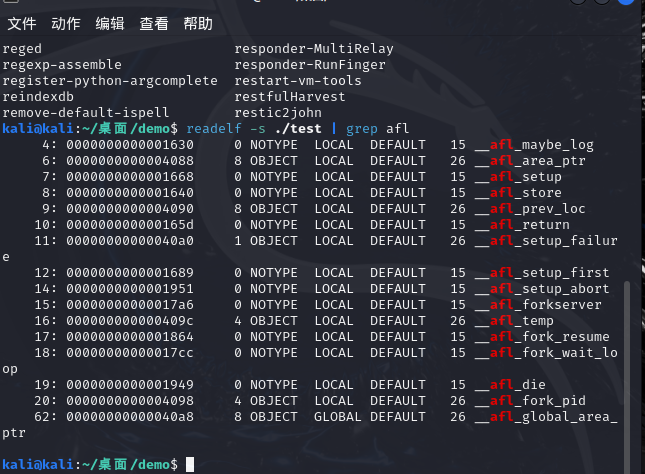 文件 动作 编辑 查看 帮助
reged responder-MultiRelay
regexp-assemble responder-RunFinger
register-python-argcomplete restart-vm-tools
reindexdb restfulHarvest
remove-default-ispell restic2john
kali@kali:~/桌面/demo$ readelf -s ./test | grep afl
4: 0000000000001630 0 NOTYPE LOCAL DEFAULT 15 __afl_maybe_log
6: 0000000000004088 8 OBJECT LOCAL DEFAULT 26 __afl_area_ptr
7: 0000000000001668 0 NOTYPE LOCAL DEFAULT 15 __afl_setup
8: 0000000000001640 0 NOTYPE LOCAL DEFAULT 15 __afl_store
9: 0000000000004090 8 OBJECT LOCAL DEFAULT 26 __afl_prev_loc
10: 000000000000165d 0 NOTYPE LOCAL DEFAULT 15 __afl_return
11: 00000000000040a0 1 OBJECT LOCAL DEFAULT 26 __afl_setup_failur
e
12: 0000000000001689 0 NOTYPE LOCAL DEFAULT 15 __afl_setup_first
14: 0000000000001951 0 NOTYPE LOCAL DEFAULT 15 __afl_setup_abort
15: 00000000000017a6 0 NOTYPE LOCAL DEFAULT 15 __afl_forkserver
16: 000000000000409c 4 OBJECT LOCAL DEFAULT 26 __afl_temp
17: 0000000000001864 0 NOTYPE LOCAL DEFAULT 15 __afl_fork_resume
18: 00000000000017cc 0 NOTYPE LOCAL DEFAULT 15 __afl_fork_wait_lo
op
19: 0000000000001949 0 NOTYPE LOCAL DEFAULT 15 __afl_die
20: 0000000000004098 4 OBJECT LOCAL DEFAULT 26 __afl_fork_pid
62: 00000000000040a8 8 OBJECT GLOBAL DEFAULT 26 __afl_global_area_
ptr
kali@kali:~/桌面/demo$